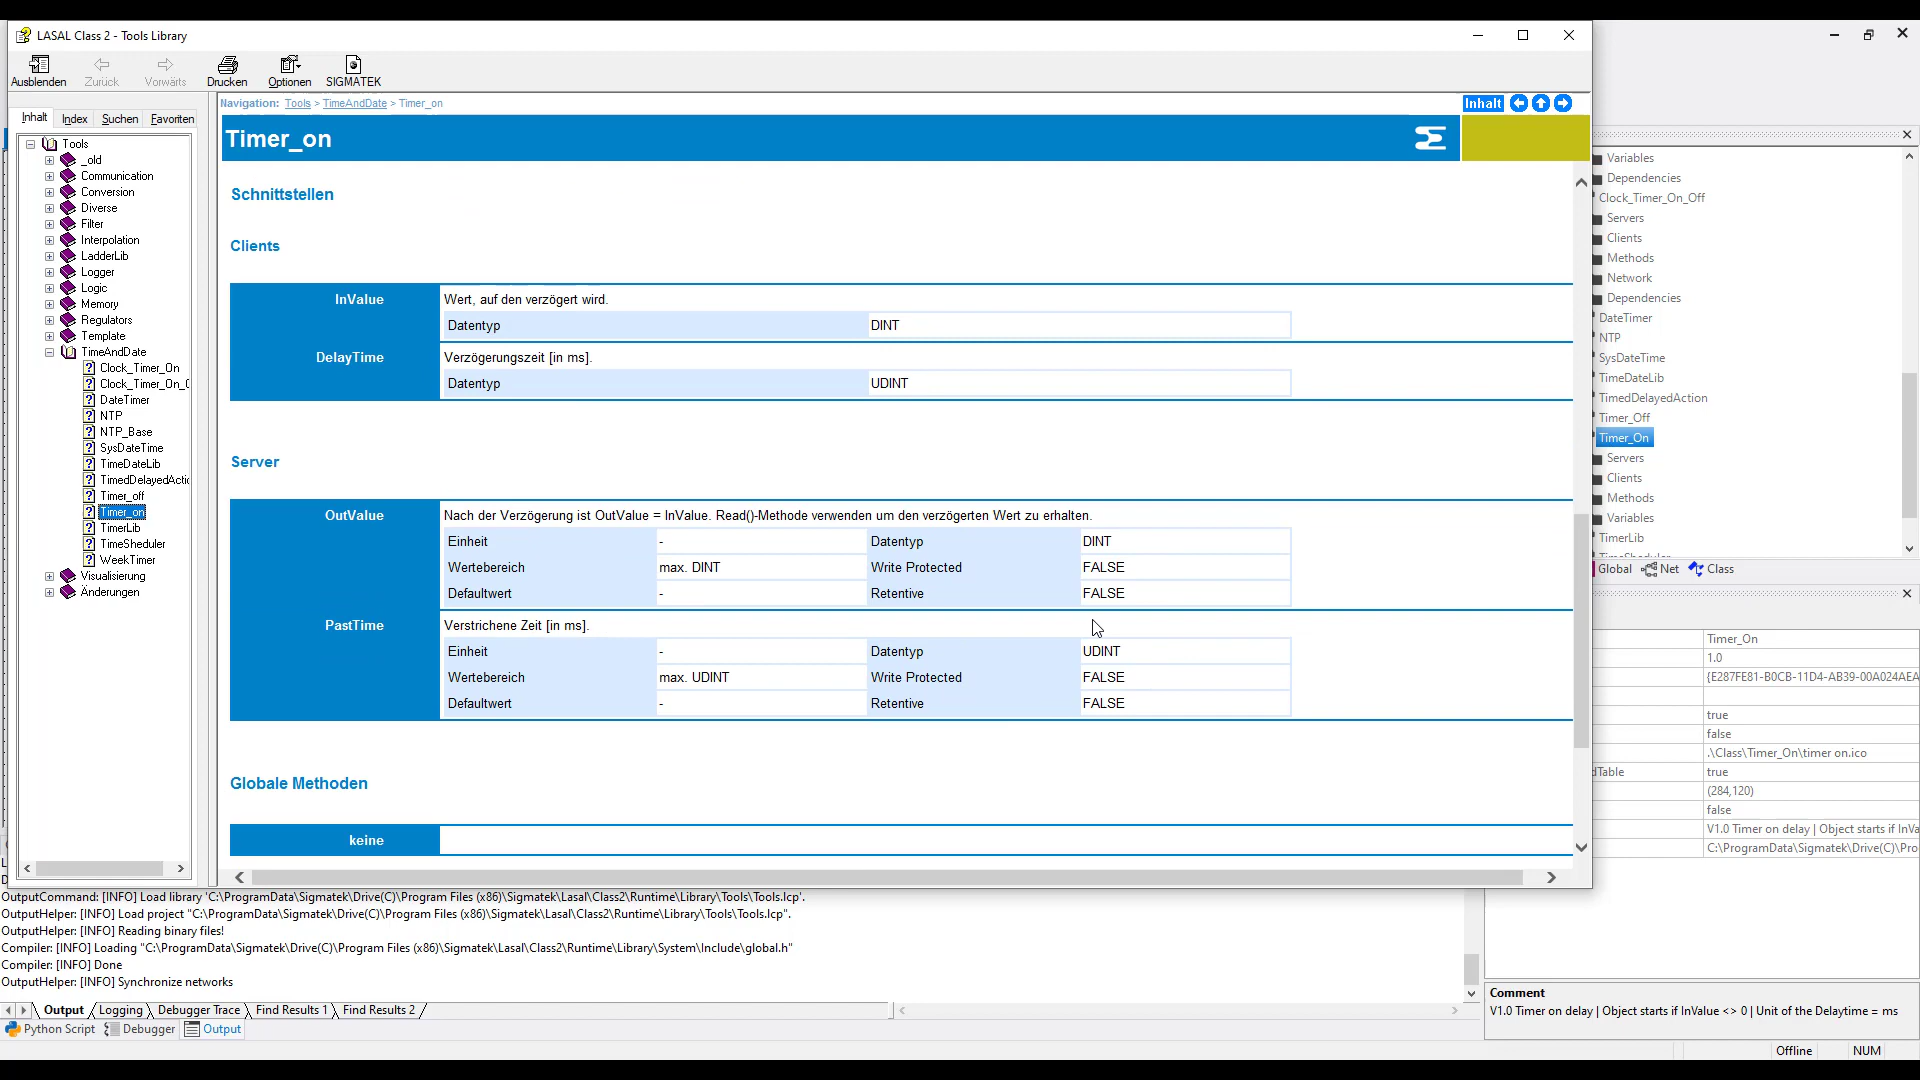 LASAL Class 2 - Tools Library
Ausblenden Zurück Vorwärts Drucken Optionen SIGMATEK
Inhalt Index Suchen Favoriten
Tools
_old
Communication
Conversion
Diverse
Filter
Interpolation
LadderLib
Logger
Logic
Memory
Regulators
Template
TimeAndDate
Clock_Timer_On
Clock_Timer_On_
DateTimer
NTP
NTP_Base
SysDateTime
TimeDateLib
TimedDelayedActi
Timer_off
Timer_on
TimerLib
TimeSheduler
WeekTimer
Visualisierung
Änderungen
Navigation: Tools > TimeAndDate > Timer_on
Inhalt
Timer_on
Schnittstellen
Clients
InValue Wert, auf den verzögert wird.
Datentyp DINT
DelayTime Verzögerungszeit [in ms].
Datentyp UDINT
Server
OutValue Nach der Verzögerung ist OutValue = InValue. Read()-Methode verwenden um den verzögerten Wert zu erhalten.
Einheit - Datentyp DINT
Wertebereich max. DINT Write Protected FALSE
Defaultwert - Retentive FALSE
PastTime Verstrichene Zeit [in ms].
Einheit - Datentyp UDINT
Wertebereich max. UDINT Write Protected FALSE
Defaultwert - Retentive FALSE
Globale Methoden
keine
Variables
Dependencies
Clock_Timer_On_Off
Servers
Clients
Methods
Network
Dependencies
DateTimer
NTP
SysDateTime
TimeDateLib
TimedDelayedAction
Timer_Off
Timer_On
Servers
Clients
Methods
Variables
TimerLib
TimeSheduler
Global Net Class
Timer_On
1.0
{E287FE81-B0CB-11D4-AB39-00A024AEA
true
false
.\Class\Timer_On\timer on.ico
dTable true
(284,120)
false
V1.0 Timer on delay | Object starts if InVa
C:\ProgramData\Sigmatek\Drive(C)\Pro
OutputCommand: [INFO] Load library 'C:\ProgramData\Sigmatek\Drive(C)\Program Files (x86)\Sigmatek\Lasal\Class2\Runtime\Library\Tools\Tools.lcp'.
OutputHelper: [INFO] Load project "C:\ProgramData\Sigmatek\Drive(C)\Program Files (x86)\Sigmatek\Lasal\Class2\Runtime\Library\Tools\Tools.lcp".
OutputHelper: [INFO] Reading binary files!
Compiler: [INFO] Loading "C:\ProgramData\Sigmatek\Drive(C)\Program Files (x86)\Sigmatek\Lasal\Class2\Runtime\Library\System\Include\global.h"
Compiler: [INFO] Done
OutputHelper: [INFO] Synchronize networks
Output Logging Debugger Trace Find Results 1 Find Results 2
Python Script Debugger Output
Comment
V1.0 Timer on delay | Object starts if InValue <> 0 | Unit of the Delaytime = ms
Offline NUM